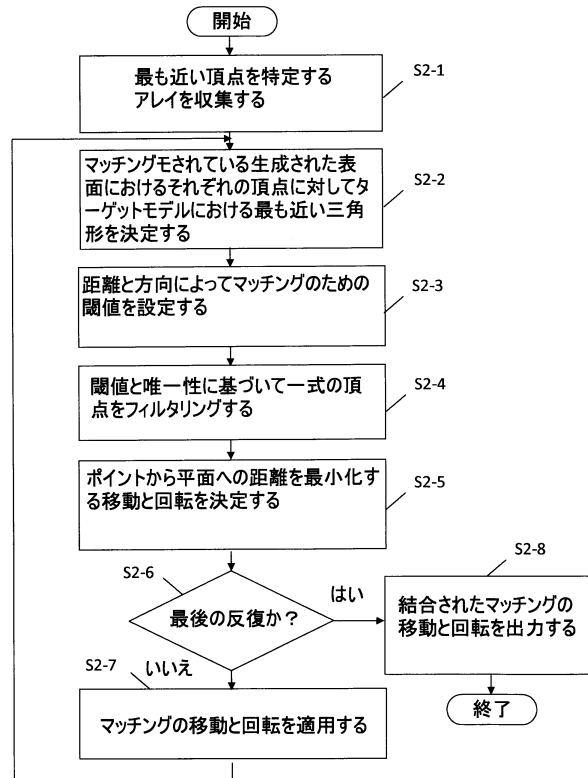 開始
最も近い頂点を特定する
アレイを収集する
S2-1
マッチングモされている生成された表
面におけるそれぞれの頂点に対してタ
ーゲットモデルにおける最も近い三角
形を決定する
S2-2
距離と方向によってマッチングのための
閾値を設定する
S2-3
閾値と唯一性に基づいて一式の頂
点をフィルタリングする
S2-4
ポイントから平面への距離を最小化す
る移動と回転を決定する
S2-5
S2-6
最後の反復か？
はい
S2-8
結合されたマッチングの
移動と回転を出力する
終了
いいえ
S2-7
マッチングの移動と回転を適用する